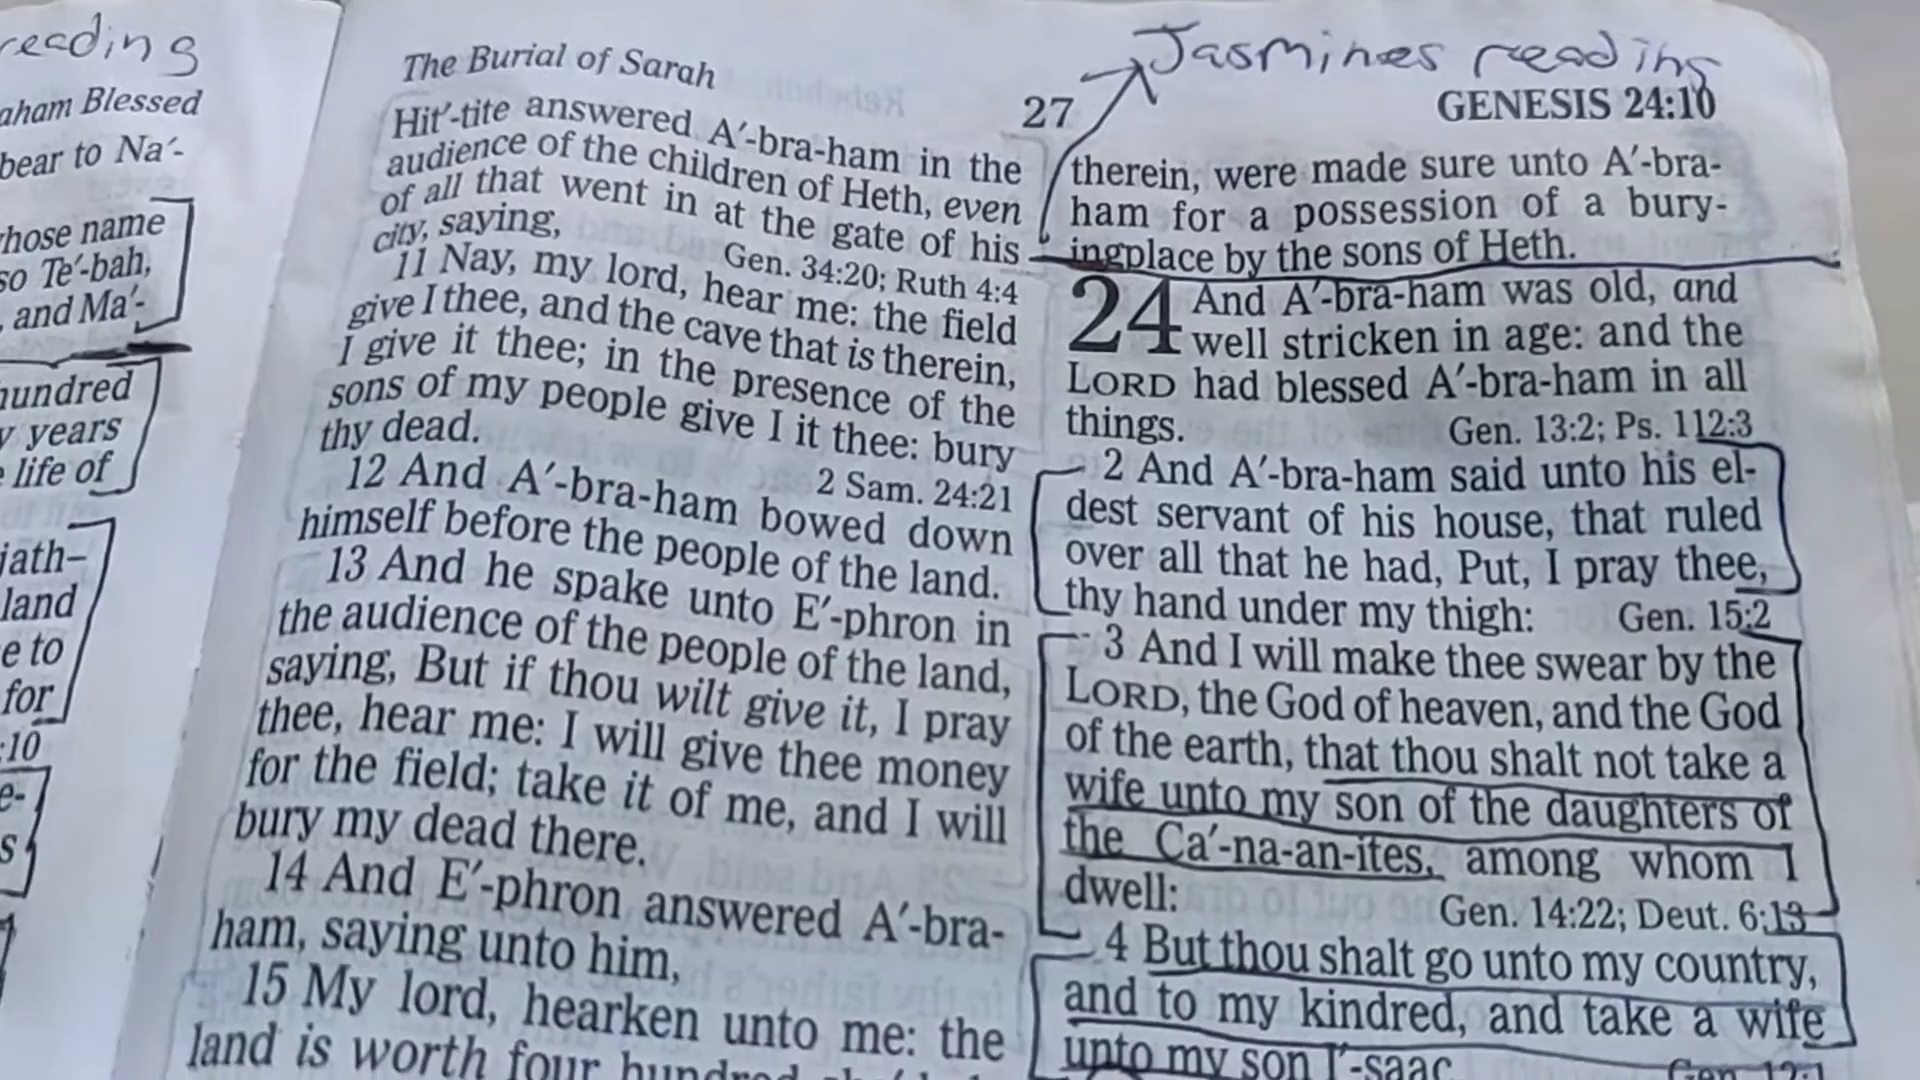 reading
aham Blessed
bear to Na′-
whose name
so Te′-bah,
and Ma′-
hundred
years
life of
jath-
land
e to
for
:10
e-
s
The Burial of Sarah
Hit′-tite answered A′-bra-ham in the
audience of the children of Heth, even
of all that went in at the gate of his
city, saying,
Gen. 34:20; Ruth 4:4
11 Nay, my lord, hear me: the field
give I thee, and the cave that is therein,
I give it thee; in the presence of the
sons of my people give I it thee: bury
thy dead.
2 Sam. 24:21
12 And A′-bra-ham bowed down
himself before the people of the land.
13 And he spake unto E′-phron in
the audience of the people of the land,
saying, But if thou wilt give it, I pray
thee, hear me: I will give thee money
for the field; take it of me, and I will
bury my dead there.
14 And E′-phron answered A′-bra-
ham, saying unto him,
15 My lord, hearken unto me: the
land is worth four hundred
27
Jasmines reading
GENESIS 24:10
therein, were made sure unto A′-bra-
ham for a possession of a bury-
ingplace by the sons of Heth.
24 And A′-bra-ham was old, and
well stricken in age: and the
LORD had blessed A′-bra-ham in all
things. Gen. 13:2; Ps. 112:3
2 And A′-bra-ham said unto his el-
dest servant of his house, that ruled
over all that he had, Put, I pray thee,
thy hand under my thigh: Gen. 15:2
3 And I will make thee swear by the
LORD, the God of heaven, and the God
of the earth, that thou shalt not take a
wife unto my son of the daughters of
the Ca′-na-an-ites, among whom I
dwell: Gen. 14:22; Deut. 6:13
4 But thou shalt go unto my country,
and to my kindred, and take a wife
unto my son I′-saac. Gen. 12:1